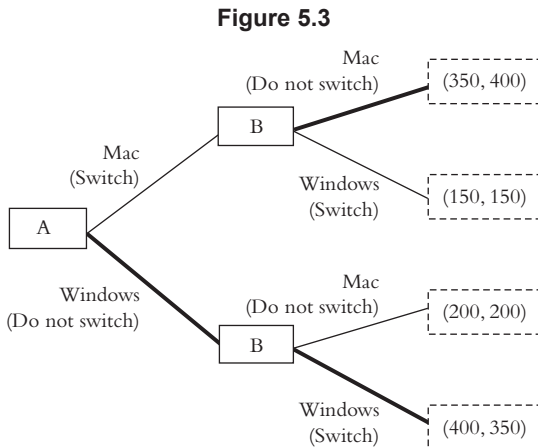 Figure 5.3
Mac
(Do not switch)
(350, 400)
B
Mac
(Switch)
Windows
(Switch)
(150, 150)
A
Windows
(Do not switch)
Mac
(Do not switch)
(200, 200)
B
Windows
(Switch)
(400, 350)